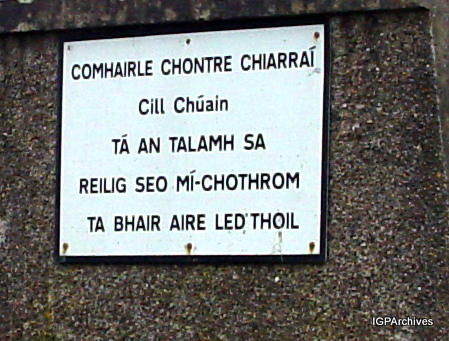 COMHAIRLE CHONTRE CHIARRAÍ
Cill Chúain
TÁ AN TALAMH SA
REILIG SEO MÍ-CHOTHROM
TA BHAIR AIRE LED'THOIL
IGPArchives